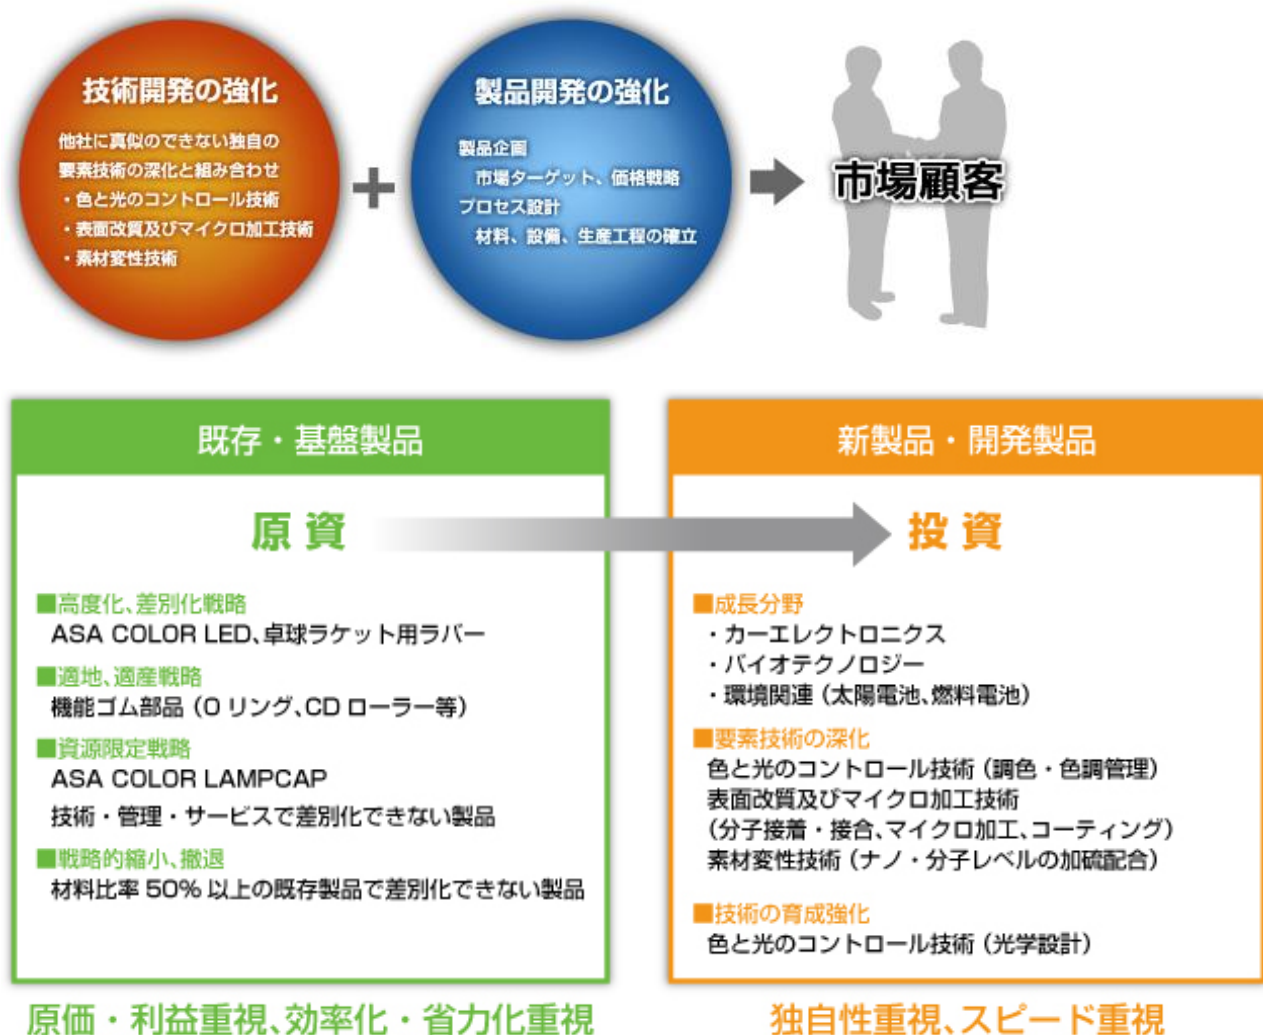 技術開発の強化
他社に真似のできない独自の
要素技術の深化と組み合わせ
・色と光のコントロール技術
・表面改質及びマイクロ加工技術
・素材変性技術
+
製品開発の強化
製品企画
市場ターゲット、価格戦略
プロセス設計
材料、設備、生産工程の確立
市場顧客
既存・基盤製品
原資
■高度化、差別化戦略
ASA COLOR LED、卓球ラケット用ラバー
■適地、適産戦略
機能ゴム部品（O リング、CD ローラー等）
■資源限定戦略
ASA COLOR LAMPCAP
技術・管理・サービスで差別化できない製品
■戦略的縮小、撤退
材料比率 50% 以上の既存製品で差別化できない製品
原価・利益重視、効率化・省力化重視
新製品・開発製品
投資
■成長分野
・カーエレクトロニクス
・バイオテクノロジー
・環境関連（太陽電池、燃料電池）
■要素技術の深化
色と光のコントロール技術（調色・色調管理）
表面改質及びマイクロ加工技術
（分子接着・接合、マイクロ加工、コーティング）
素材変性技術（ナノ・分子レベルの加硫配合）
■技術の育成強化
色と光のコントロール技術（光学設計）
独自性重視、スピード重視